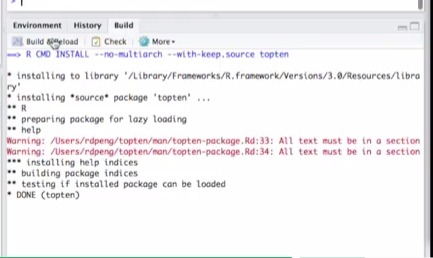 Environment History Build
Build & Reload Check More
==> R CMD INSTALL --no-multiarch --with-keep.source topten
* installing to library '/Library/Frameworks/R.framework/Versions/3.0/Resources/libra
ry'
* installing *source* package 'topten' ...
** R
** preparing package for lazy loading
** help
Warning: /Users/rdpeng/topten/man/topten-package.Rd:33: All text must be in a section
Warning: /Users/rdpeng/topten/man/topten-package.Rd:34: All text must be in a section
*** installing help indices
** building package indices
** testing if installed package can be loaded
* DONE (topten)